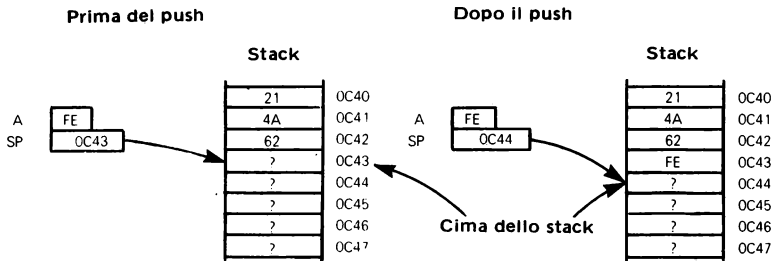 Prima del push
Dopo il push
Stack
Stack
21 0C40
A FE 4A 0C41
SP 0C43 62 0C42
? 0C43
? 0C44
? 0C45
? 0C46
? 0C47
21 0C40
A FE 4A 0C41
SP 0C44 62 0C42
FE 0C43
? 0C44
? 0C45
? 0C46
? 0C47
Cima dello stack